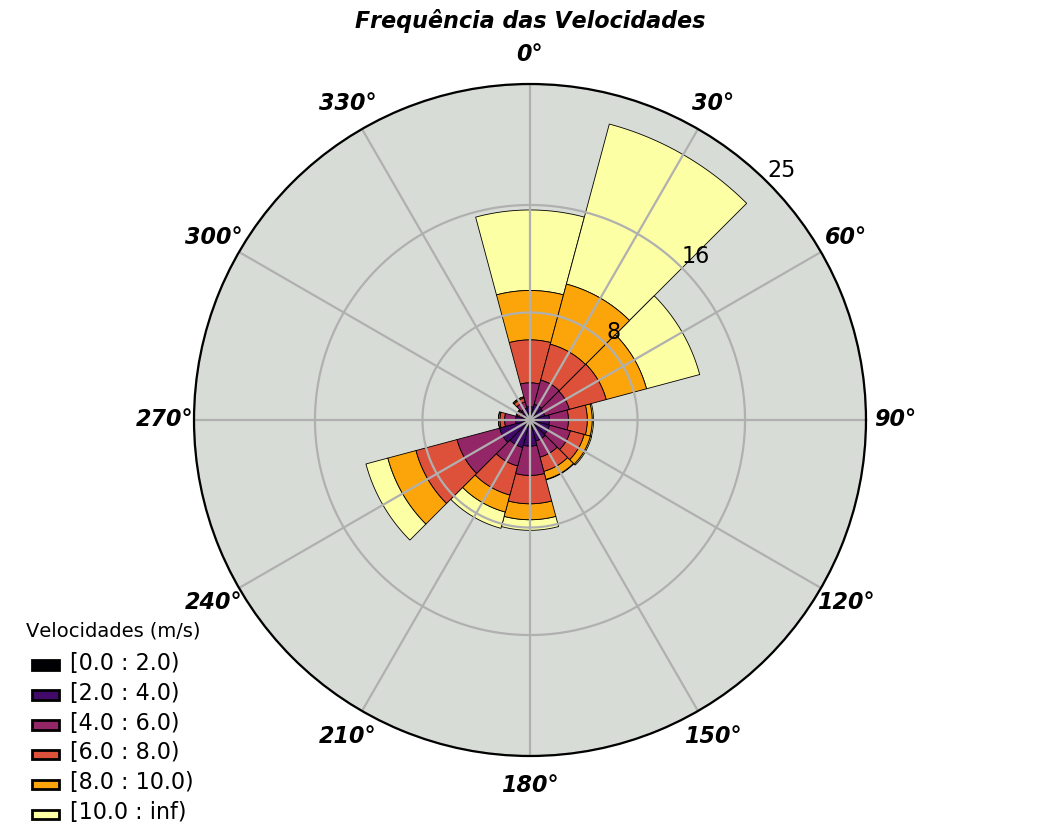 Frequência das Velocidades
0°
330°
30°
25
300°
60°
16
8
270°
90°
240°
120°
210°
150°
180°
Velocidades (m/s)
[0.0 : 2.0)
[2.0 : 4.0)
[4.0 : 6.0)
[6.0 : 8.0)
[8.0 : 10.0)
[10.0 : inf)